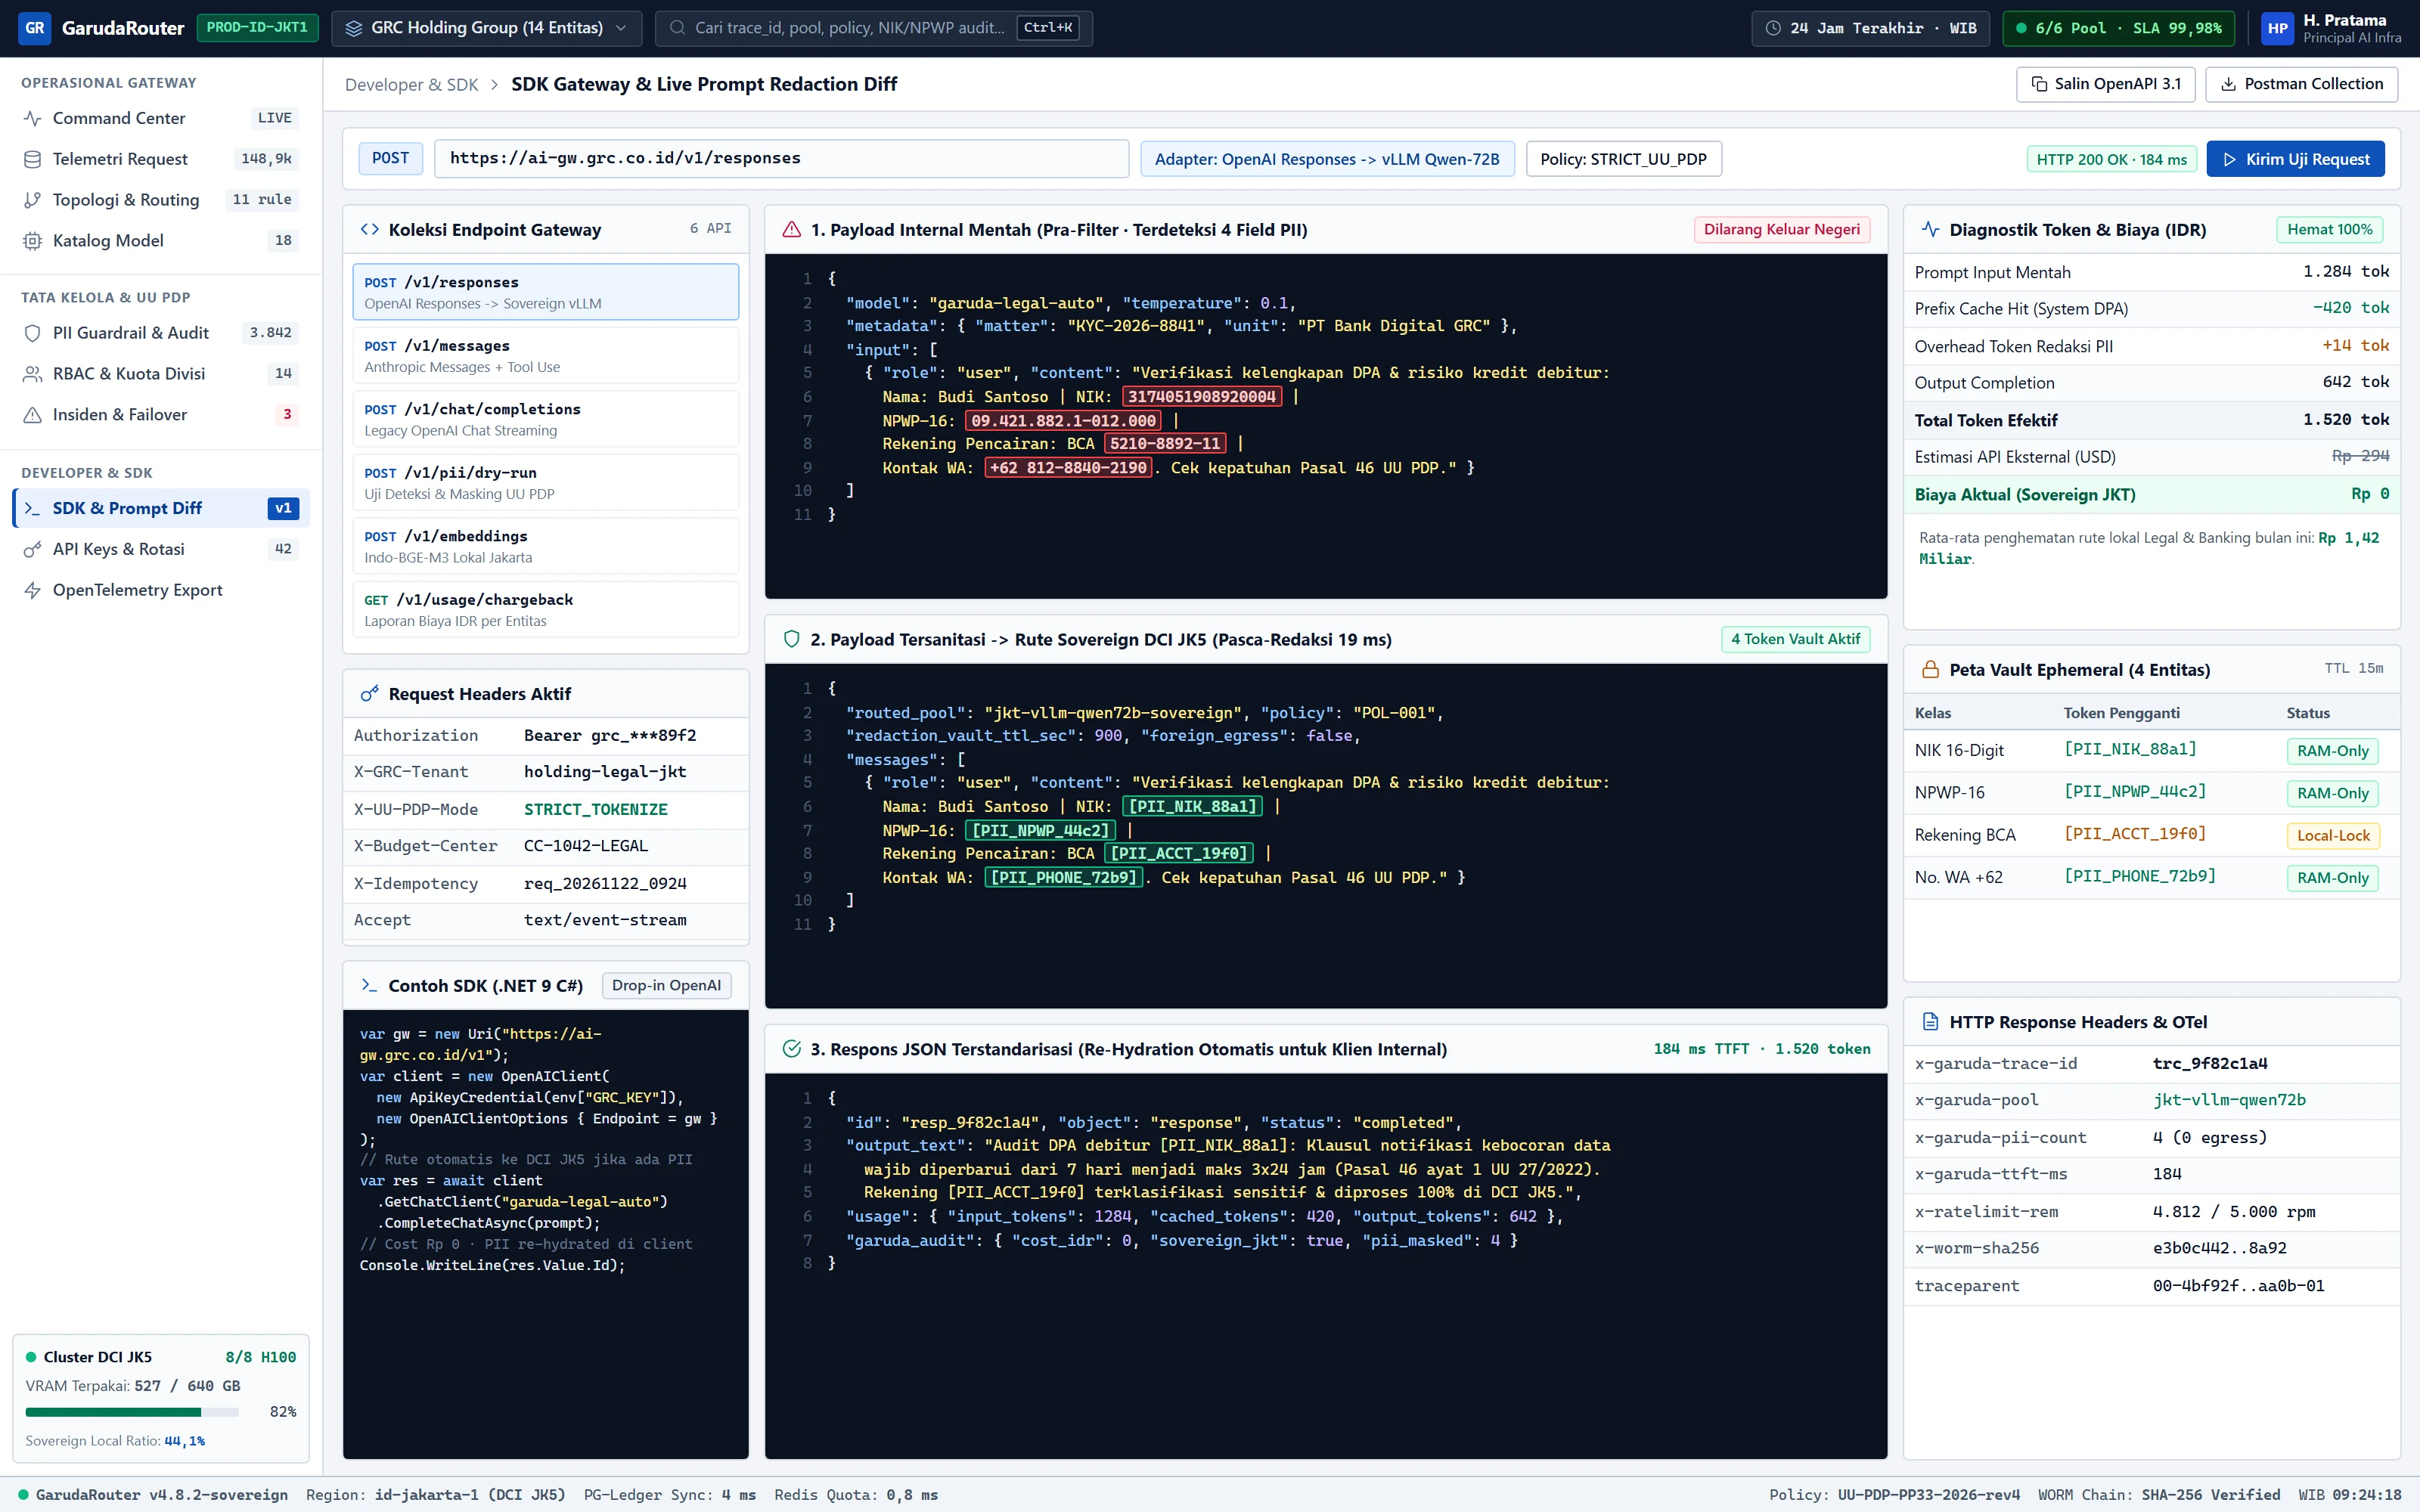 GR GarudaRouter PROD-ID-JKT1 GRC Holding Group (14 Entitas) Cari trace_id, pool, policy, NIK/NPWP audit... Ctrl+K 24 Jam Terakhir · WIB 6/6 Pool · SLA 99,98% HP H. Pratama
Principal AI Infra
OPERASIONAL GATEWAY
Command Center LIVE
Telemetri Request 148,9k
Topologi & Routing 11 rule
Katalog Model 18
TATA KELOLA & UU PDP
PII Guardrail & Audit 3.842
RBAC & Kuota Divisi 14
Insiden & Failover 3
DEVELOPER & SDK
SDK & Prompt Diff v1
API Keys & Rotasi 42
OpenTelemetry Export
Cluster DCI JK5 8/8 H100
VRAM Terpakai: 527 / 640 GB
82%
Sovereign Local Ratio: 44,1%
Developer & SDK > SDK Gateway & Live Prompt Redaction Diff Salin OpenAPI 3.1 Postman Collection
POST https://ai-gw.grc.co.id/v1/responses Adapter: OpenAI Responses -> vLLM Qwen-72B Policy: STRICT_UU_PDP HTTP 200 OK · 184 ms Kirim Uji Request
Koleksi Endpoint Gateway 6 API
POST /v1/responses
OpenAI Responses -> Sovereign vLLM
POST /v1/messages
Anthropic Messages + Tool Use
POST /v1/chat/completions
Legacy OpenAI Chat Streaming
POST /v1/pii/dry-run
Uji Deteksi & Masking UU PDP
POST /v1/embeddings
Indo-BGE-M3 Lokal Jakarta
GET /v1/usage/chargeback
Laporan Biaya IDR per Entitas
Request Headers Aktif
Authorization Bearer grc_***89f2
X-GRC-Tenant holding-legal-jkt
X-UU-PDP-Mode STRICT_TOKENIZE
X-Budget-Center CC-1042-LEGAL
X-Idempotency req_20261122_0924
Accept text/event-stream
Contoh SDK (.NET 9 C#) Drop-in OpenAI
var gw = new Uri("https://ai-
gw.grc.co.id/v1");
var client = new OpenAIClient(
new ApiKeyCredential(env["GRC_KEY"]),
new OpenAIClientOptions { Endpoint = gw }
);
// Rute otomatis ke DCI JK5 jika ada PII
var res = await client
.GetChatClient("garuda-legal-auto")
.CompleteChatAsync(prompt);
// Cost Rp 0 · PII re-hydrated di client
Console.WriteLine(res.Value.Id);
1. Payload Internal Mentah (Pra-Filter · Terdeteksi 4 Field PII) Dilarang Keluar Negeri
1 {
2 "model": "garuda-legal-auto", "temperature": 0.1,
3 "metadata": { "matter": "KYC-2026-8841", "unit": "PT Bank Digital GRC" },
4 "input": [
5 { "role": "user", "content": "Verifikasi kelengkapan DPA & risiko kredit debitur:
6 Nama: Budi Santoso | NIK: 3174051908920004 |
7 NPWP-16: 09.421.882.1-012.000 |
8 Rekening Pencairan: BCA 5210-8892-11 |
9 Kontak WA: +62 812-8840-2190. Cek kepatuhan Pasal 46 UU PDP." }
10 ]
11 }
2. Payload Tersanitasi -> Rute Sovereign DCI JK5 (Pasca-Redaksi 19 ms) 4 Token Vault Aktif
1 {
2 "routed_pool": "jkt-vllm-qwen72b-sovereign", "policy": "POL-001",
3 "redaction_vault_ttl_sec": 900, "foreign_egress": false,
4 "messages": [
5 { "role": "user", "content": "Verifikasi kelengkapan DPA & risiko kredit debitur:
6 Nama: Budi Santoso | NIK: [PII_NIK_88a1] |
7 NPWP-16: [PII_NPWP_44c2] |
8 Rekening Pencairan: BCA [PII_ACCT_19f0] |
9 Kontak WA: [PII_PHONE_72b9]. Cek kepatuhan Pasal 46 UU PDP." }
10 ]
11 }
3. Respons JSON Terstandarisasi (Re-Hydration Otomatis untuk Klien Internal) 184 ms TTFT · 1.520 token
1 {
2 "id": "resp_9f82c1a4", "object": "response", "status": "completed",
3 "output_text": "Audit DPA debitur [PII_NIK_88a1]: Klausul notifikasi kebocoran data
4 wajib diperbarui dari 7 hari menjadi maks 3x24 jam (Pasal 46 ayat 1 UU 27/2022).
5 Rekening [PII_ACCT_19f0] terklasifikasi sensitif & diproses 100% di DCI JK5.",
6 "usage": { "input_tokens": 1284, "cached_tokens": 420, "output_tokens": 642 },
7 "garuda_audit": { "cost_idr": 0, "sovereign_jkt": true, "pii_masked": 4 }
8 }
Diagnostik Token & Biaya (IDR) Hemat 100%
Prompt Input Mentah 1.284 tok
Prefix Cache Hit (System DPA) −420 tok
Overhead Token Redaksi PII +14 tok
Output Completion 642 tok
Total Token Efektif 1.520 tok
Estimasi API Eksternal (USD) Rp 294
Biaya Aktual (Sovereign JKT) Rp 0
Rata-rata penghematan rute lokal Legal & Banking bulan ini: Rp 1,42
Miliar.
Peta Vault Ephemeral (4 Entitas) TTL 15m
Kelas Token Pengganti Status
NIK 16-Digit [PII_NIK_88a1] RAM-Only
NPWP-16 [PII_NPWP_44c2] RAM-Only
Rekening BCA [PII_ACCT_19f0] Local-Lock
No. WA +62 [PII_PHONE_72b9] RAM-Only
HTTP Response Headers & OTel
x-garuda-trace-id trc_9f82c1a4
x-garuda-pool jkt-vllm-qwen72b
x-garuda-pii-count 4 (0 egress)
x-garuda-ttft-ms 184
x-ratelimit-rem 4.812 / 5.000 rpm
x-worm-sha256 e3b0c442..8a92
traceparent 00-4bf92f..aa0b-01
GarudaRouter v4.8.2-sovereign Region: id-jakarta-1 (DCI JK5) PG-Ledger Sync: 4 ms Redis Quota: 0,8 ms Policy: UU-PDP-PP33-2026-rev4 WORM Chain: SHA-256 Verified WIB 09:24:18